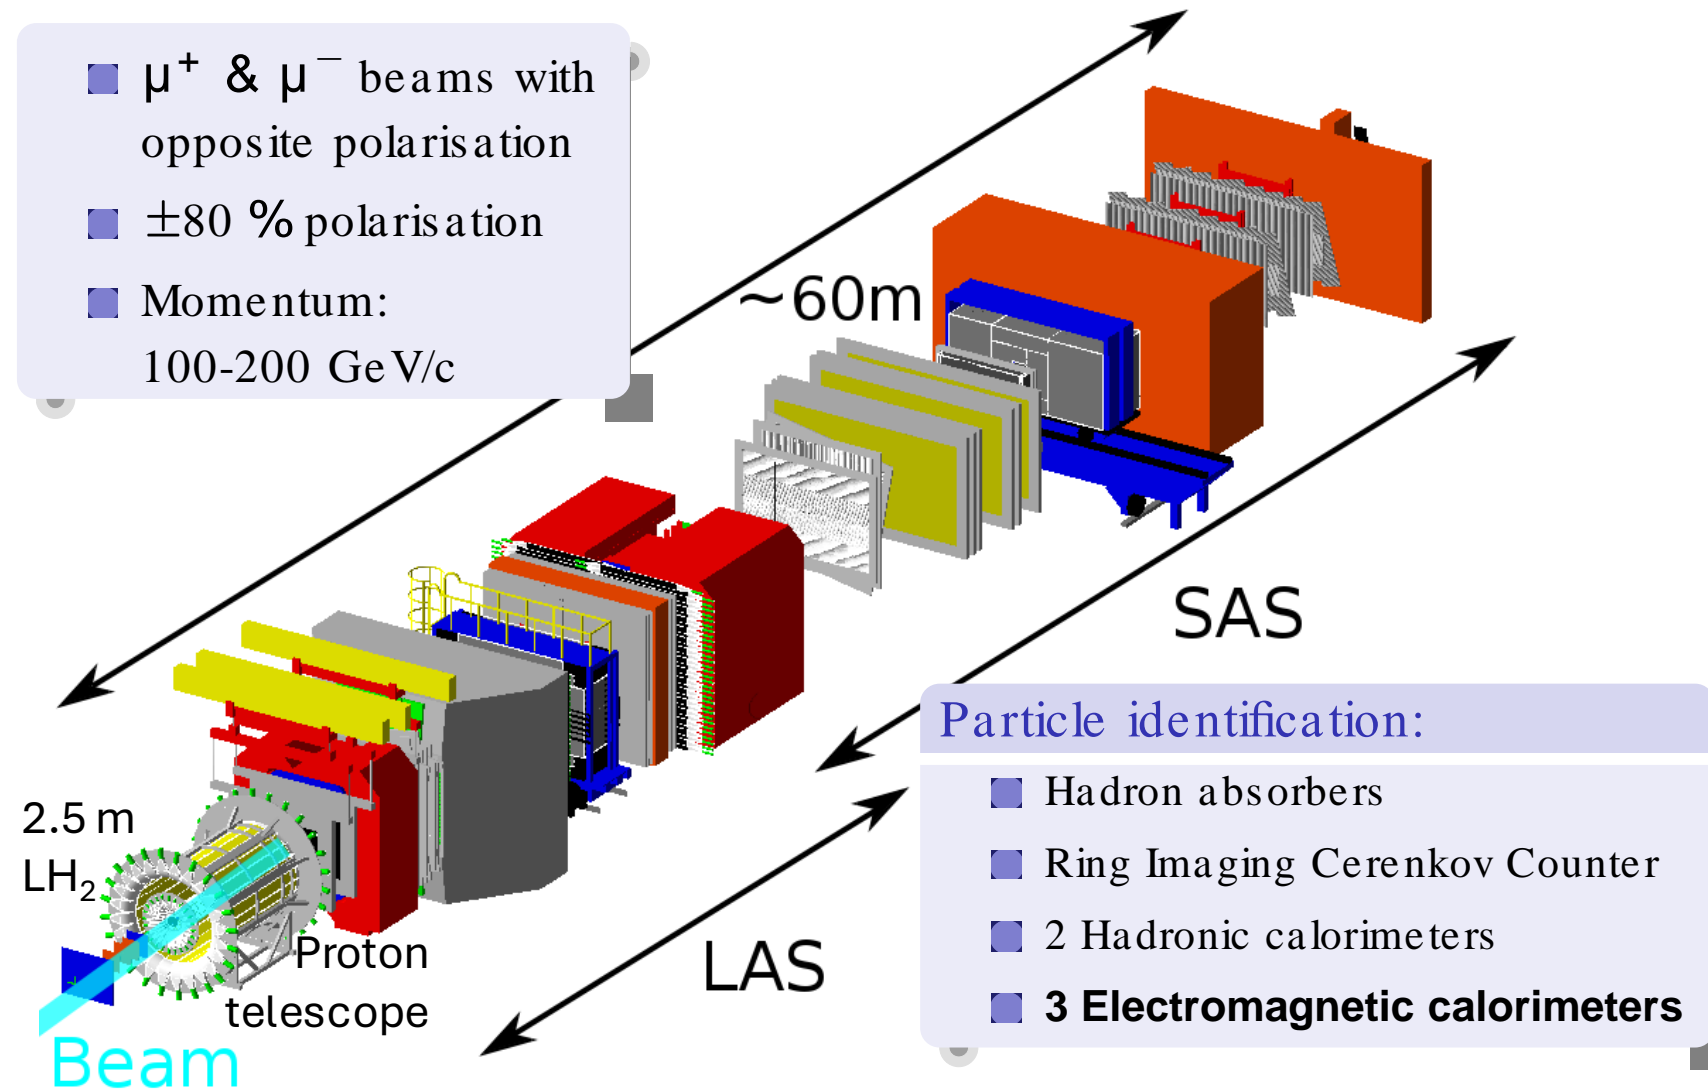 μ⁺ & μ⁻ beams with
opposite polarisation
±80 % polarisation
Momentum:
100-200 GeV/c
~60m
SAS
2.5 m
LH₂
Proton
telescope
LAS
Beam
Particle identification:
Hadron absorbers
Ring Imaging Cerenkov Counter
2 Hadronic calorimeters
3 Electromagnetic calorimeters